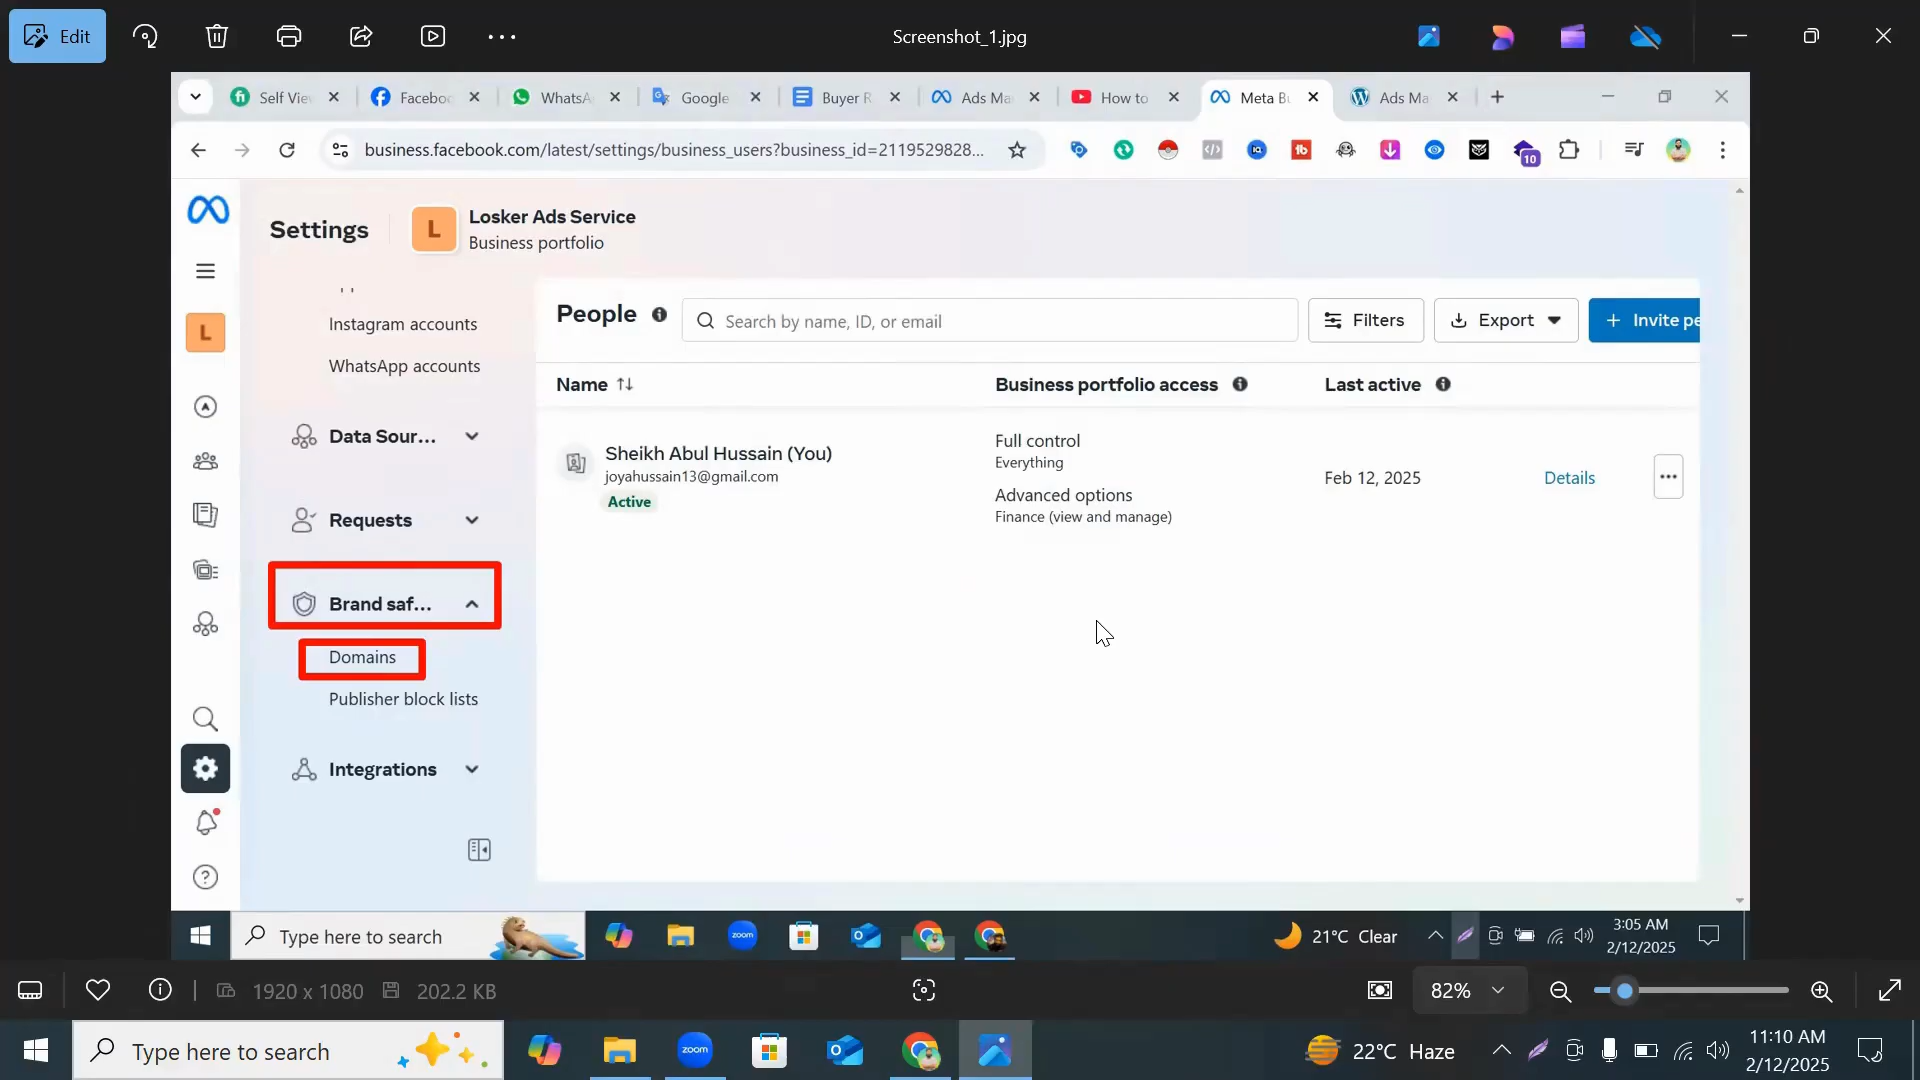 Edit
Screenshot_1.jpg
Self Vie
Faceboo
WhatsA
Google
Buyer R
Ads Ma
How to
Meta Bu
Ads Ma
business.facebook.com/latest/settings/business_users?business_id=2119529828...
10
Settings
L
Losker Ads Service
Business portfolio
L
Instagram accounts
WhatsApp accounts
Data Sour...
Requests
Brand saf...
Domains
Publisher block lists
Integrations
People
Search by name, ID, or email
Filters
Export
+ Invite pe
Name
Business portfolio access
Last active
Sheikh Abul Hussain (You)
joyahussain13@gmail.com
Active
Full control
Everything
Advanced options
Finance (view and manage)
Feb 12, 2025
Details
Type here to search
zoom
21°C Clear
3:05 AM
2/12/2025
1920 x 1080
202.2 KB
82%
Type here to search
zoom
22°C Haze
11:10 AM
2/12/2025